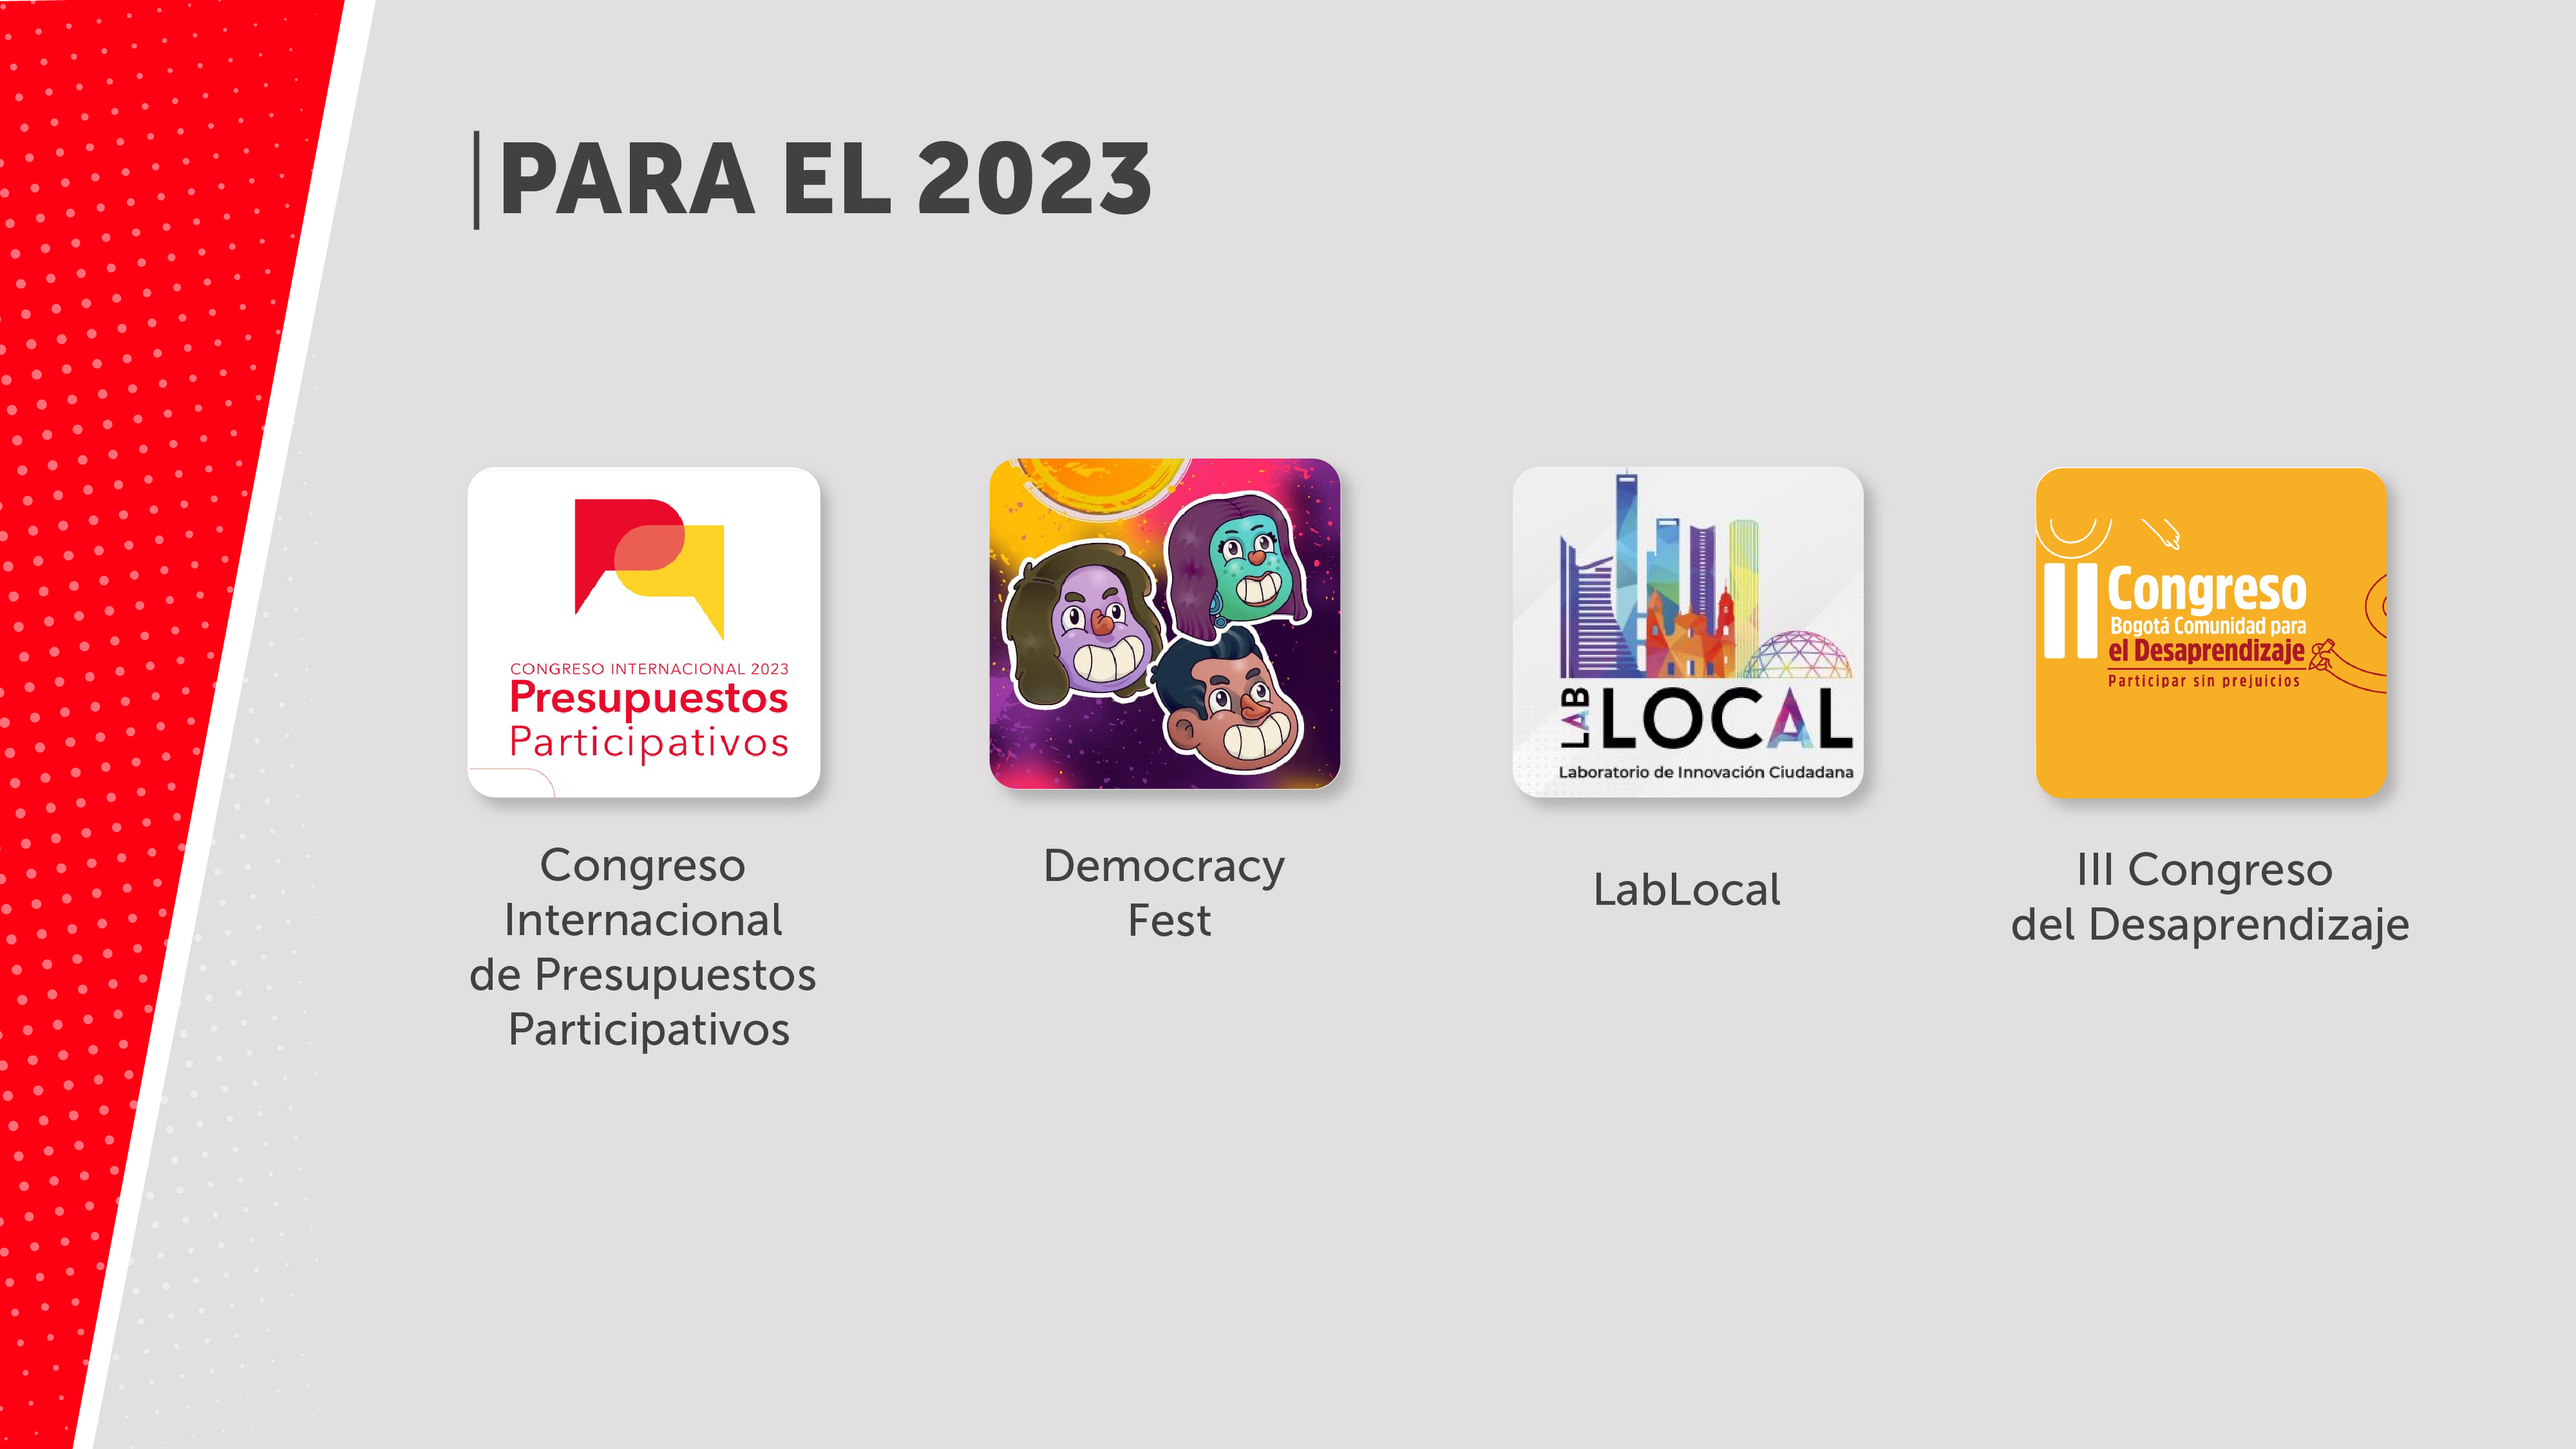 PARA EL 2023
CONGRESO INTERNACIONAL 2023
Presupuestos
Participativos
Congreso
Internacional
de Presupuestos
Participativos
Democracy
Fest
LAB LOCAL
Laboratorio de Innovación Ciudadana
LabLocal
II Congreso
Bogotá Comunidad para
el Desaprendizaje
Participar sin prejuicios
III Congreso
del Desaprendizaje